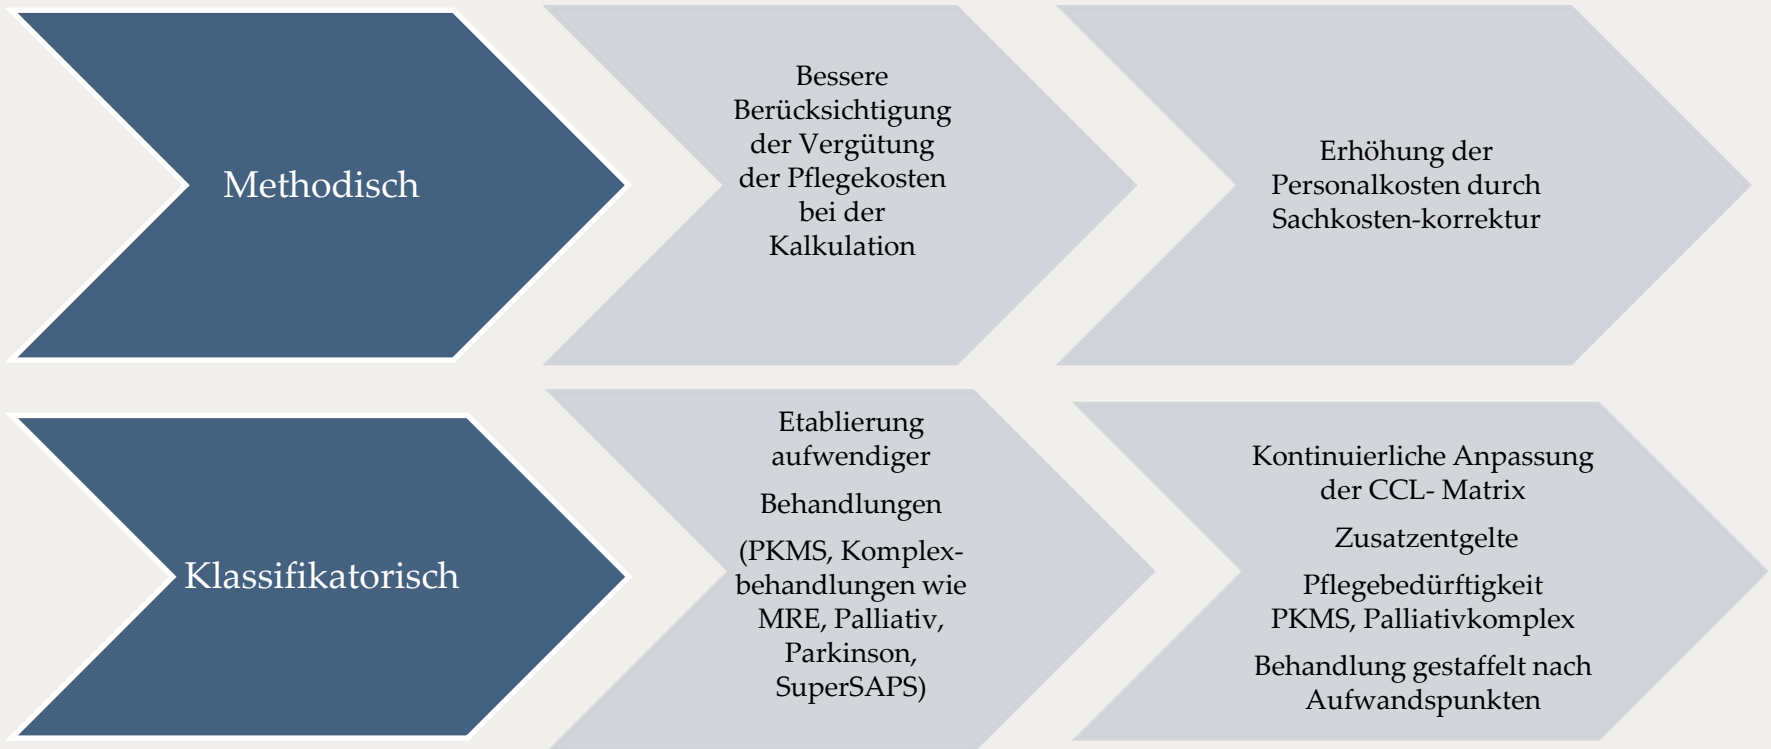 Methodisch
Bessere
Berücksichtigung
der Vergütung
der Pflegekosten
bei der
Kalkulation
Erhöhung der
Personalkosten durch
Sachkosten-korrektur
Klassifikatorisch
Etablierung
aufwendiger
Behandlungen
(PKMS, Komplex-
behandlungen wie
MRE, Palliativ,
Parkinson,
SuperSAPS)
Kontinuierliche Anpassung
der CCL- Matrix
Zusatzentgelte
Pflegebedürftigkeit
PKMS, Palliativkomplex
Behandlung gestaffelt nach
Aufwandspunkten